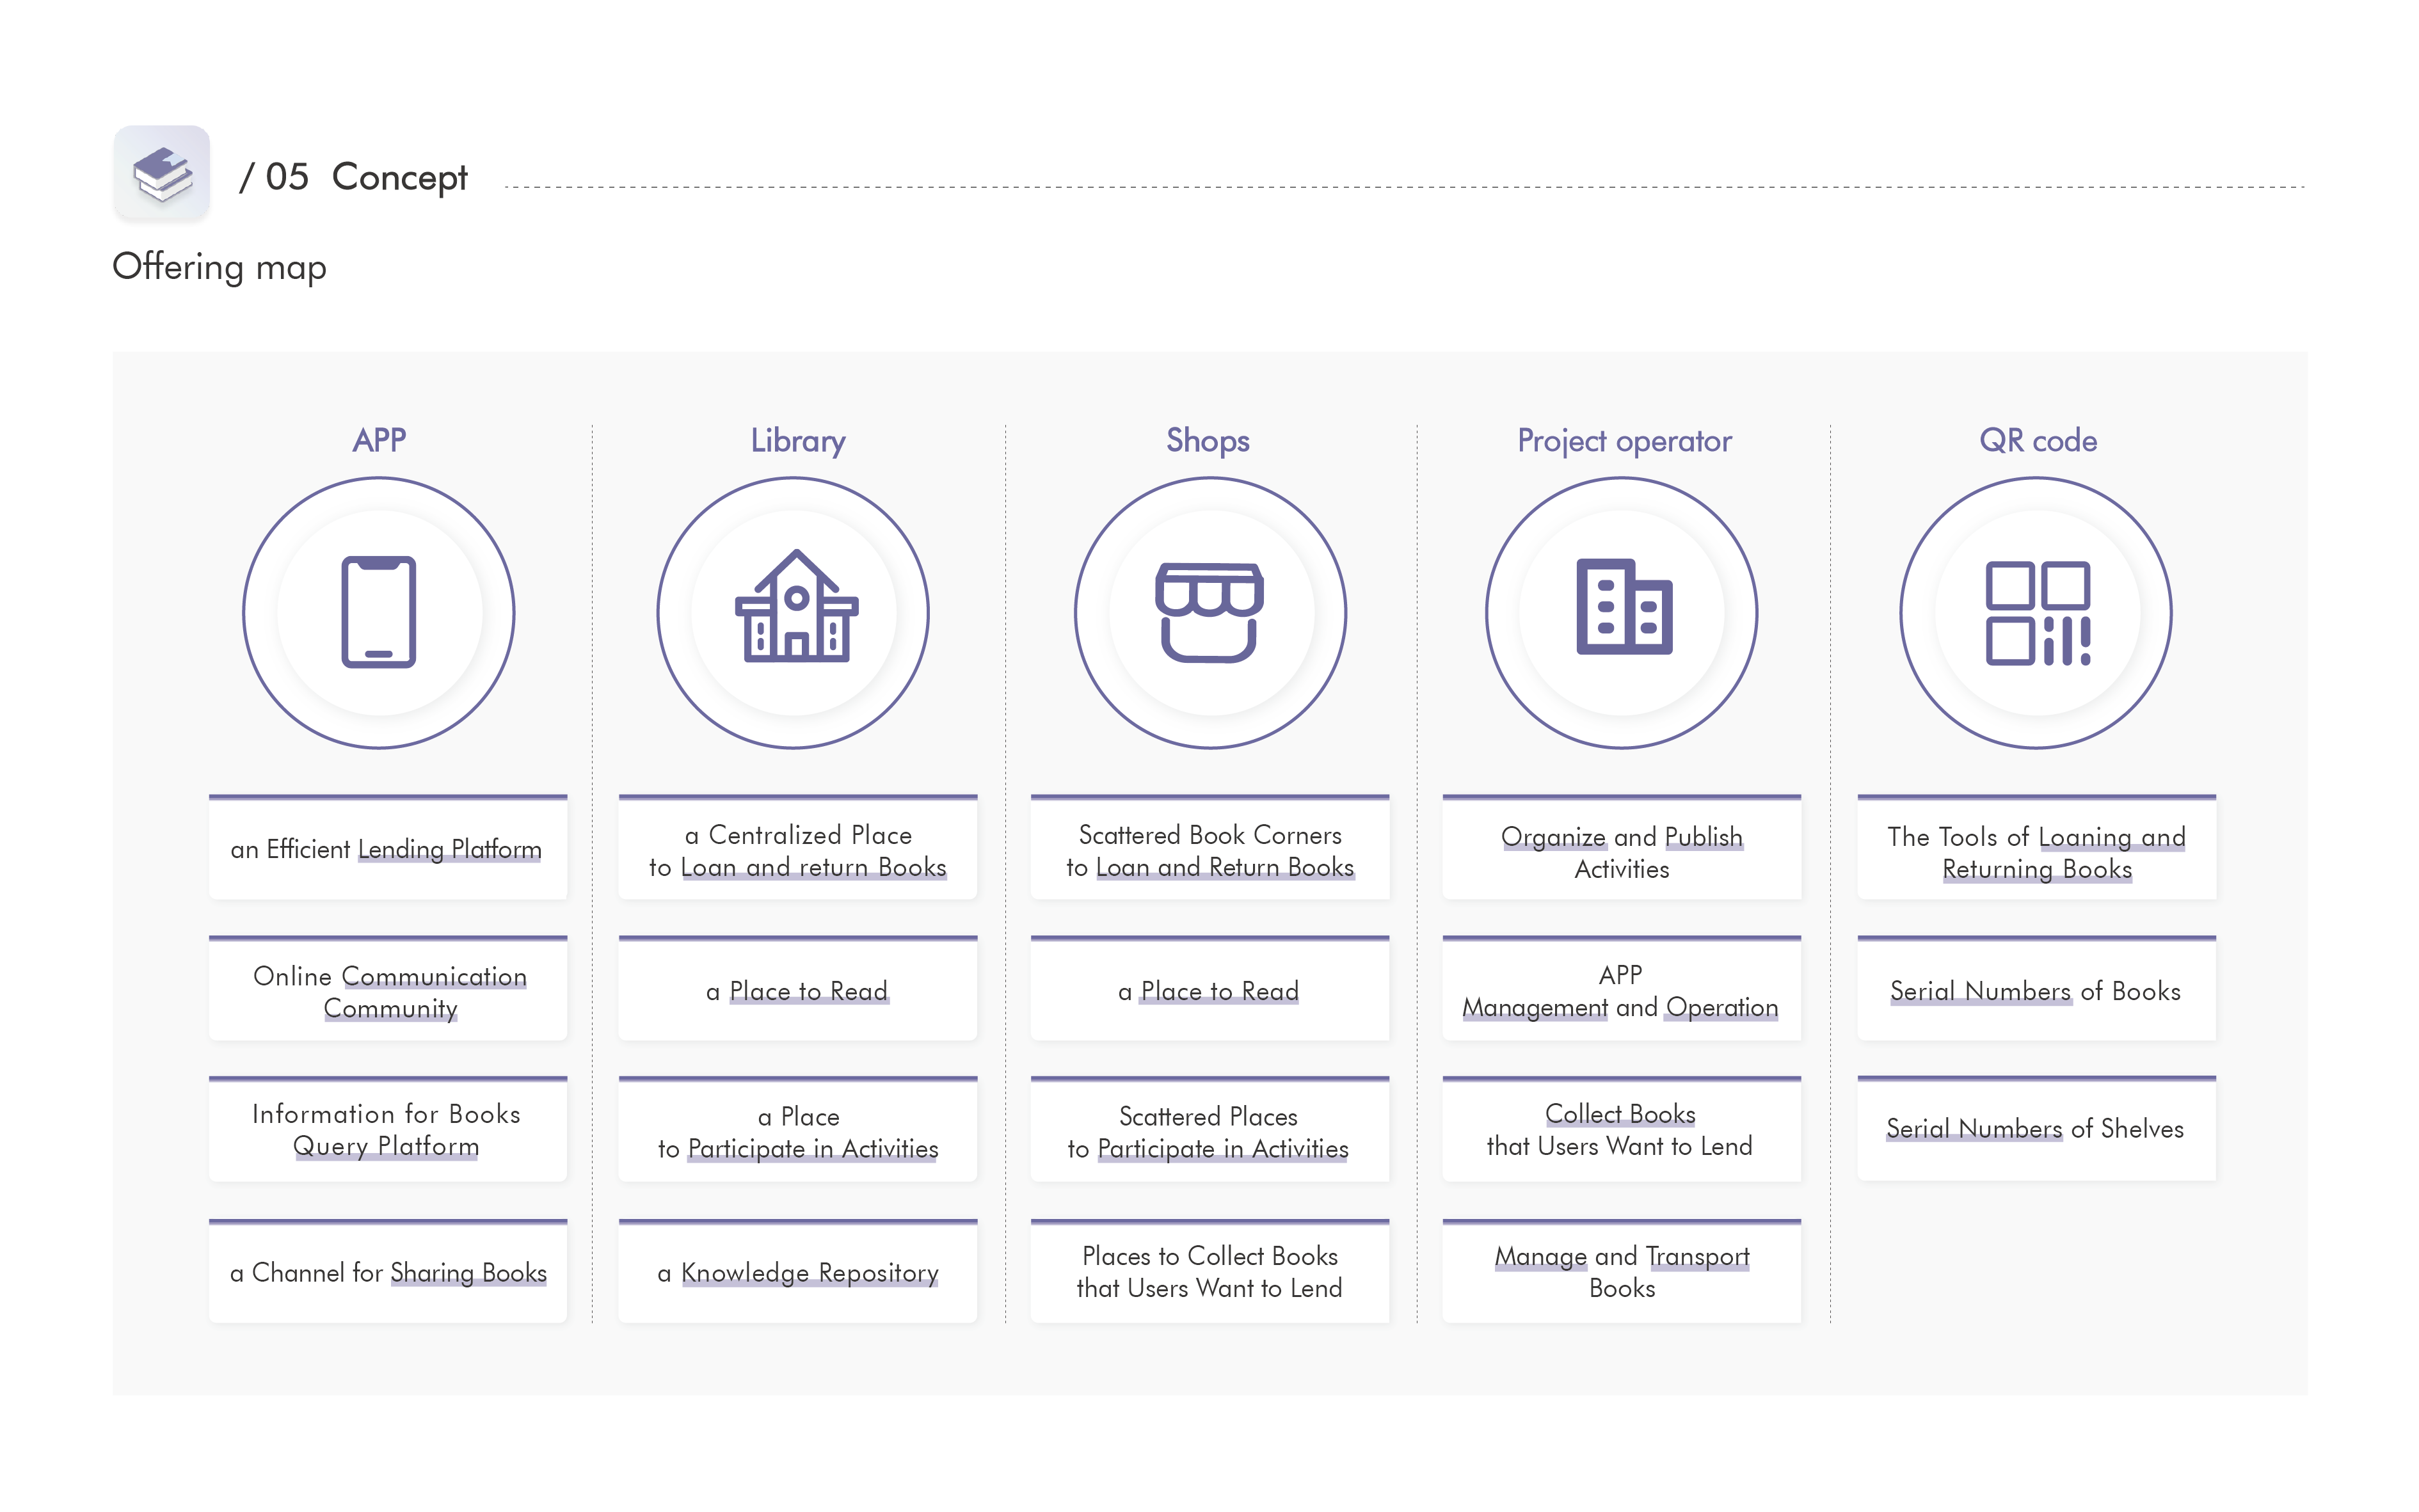 / 05 Concept
Offering map
APP
an Efficient Lending Platform
Online Communication
Community
Information for Books
Query Platform
a Channel for Sharing Books
Library
a Centralized Place
to Loan and return Books
a Place to Read
a Place
to Participate in Activities
a Knowledge Repository
Shops
Scattered Book Corners
to Loan and Return Books
a Place to Read
Scattered Places
to Participate in Activities
Places to Collect Books
that Users Want to Lend
Project operator
Organize and Publish
Activities
APP
Management and Operation
Collect Books
that Users Want to Lend
Manage and Transport
Books
QR code
The Tools of Loaning and
Returning Books
Serial Numbers of Books
Serial Numbers of Shelves